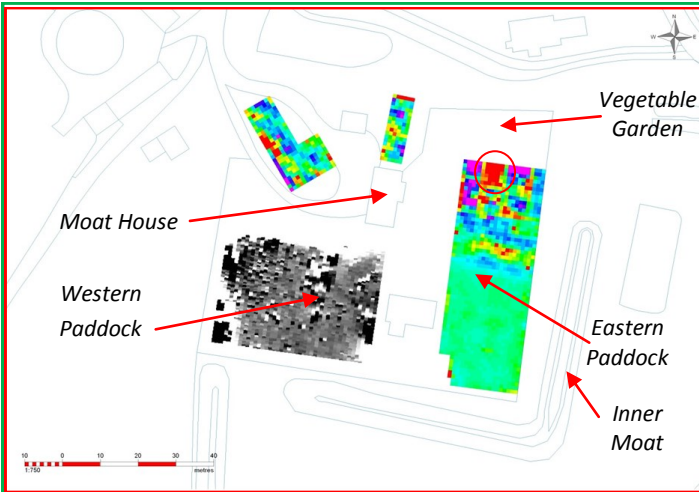 N
W
E
S
Vegetable
Garden
Moat House
Western
Paddock
Eastern
Paddock
Inner
Moat
10 0 10 20 30 40
1:750 metres